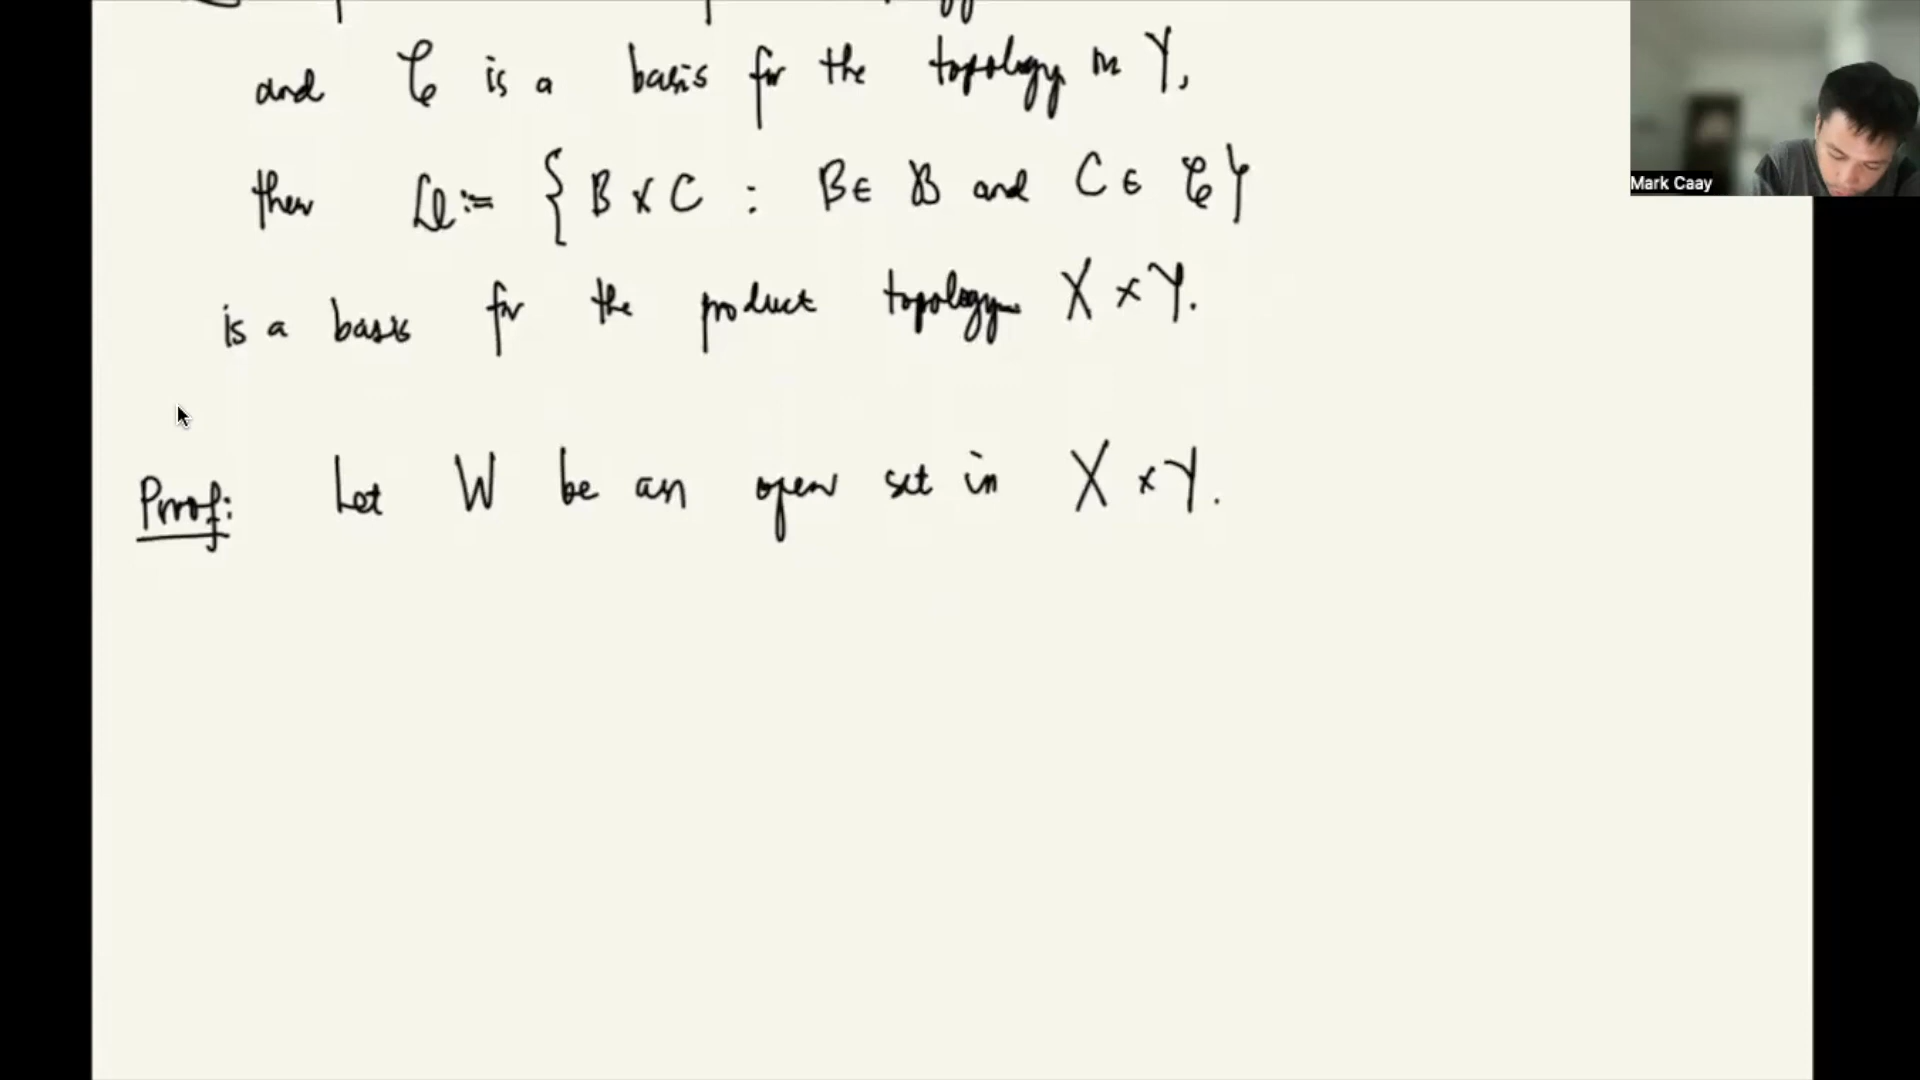 and 𝒞 is a basis for the topology in Y,
then 𝒟 := { B × C : B ∈ ℬ and C ∈ 𝒞 }
is a basis for the product topology X × Y.
Proof: Let W be an open set in X × Y.
Mark Caay